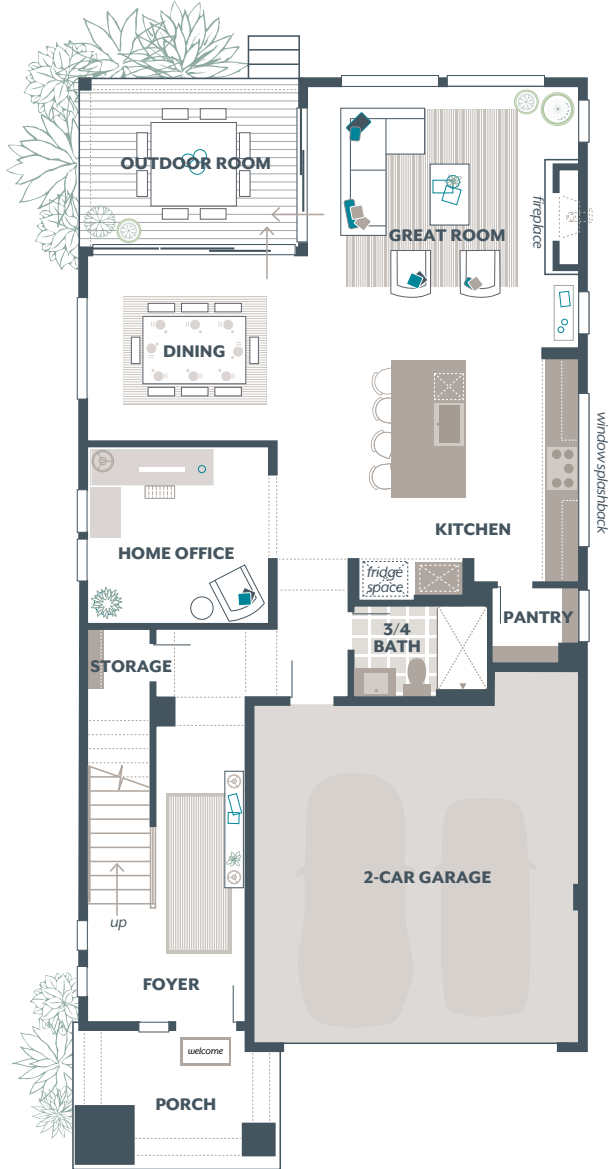 OUTDOOR ROOM
fireplace
GREAT ROOM
DINING
window splashback
KITCHEN
HOME OFFICE
fridge
space
PANTRY
3/4
BATH
STORAGE
2-CAR GARAGE
up
FOYER
welcome
PORCH